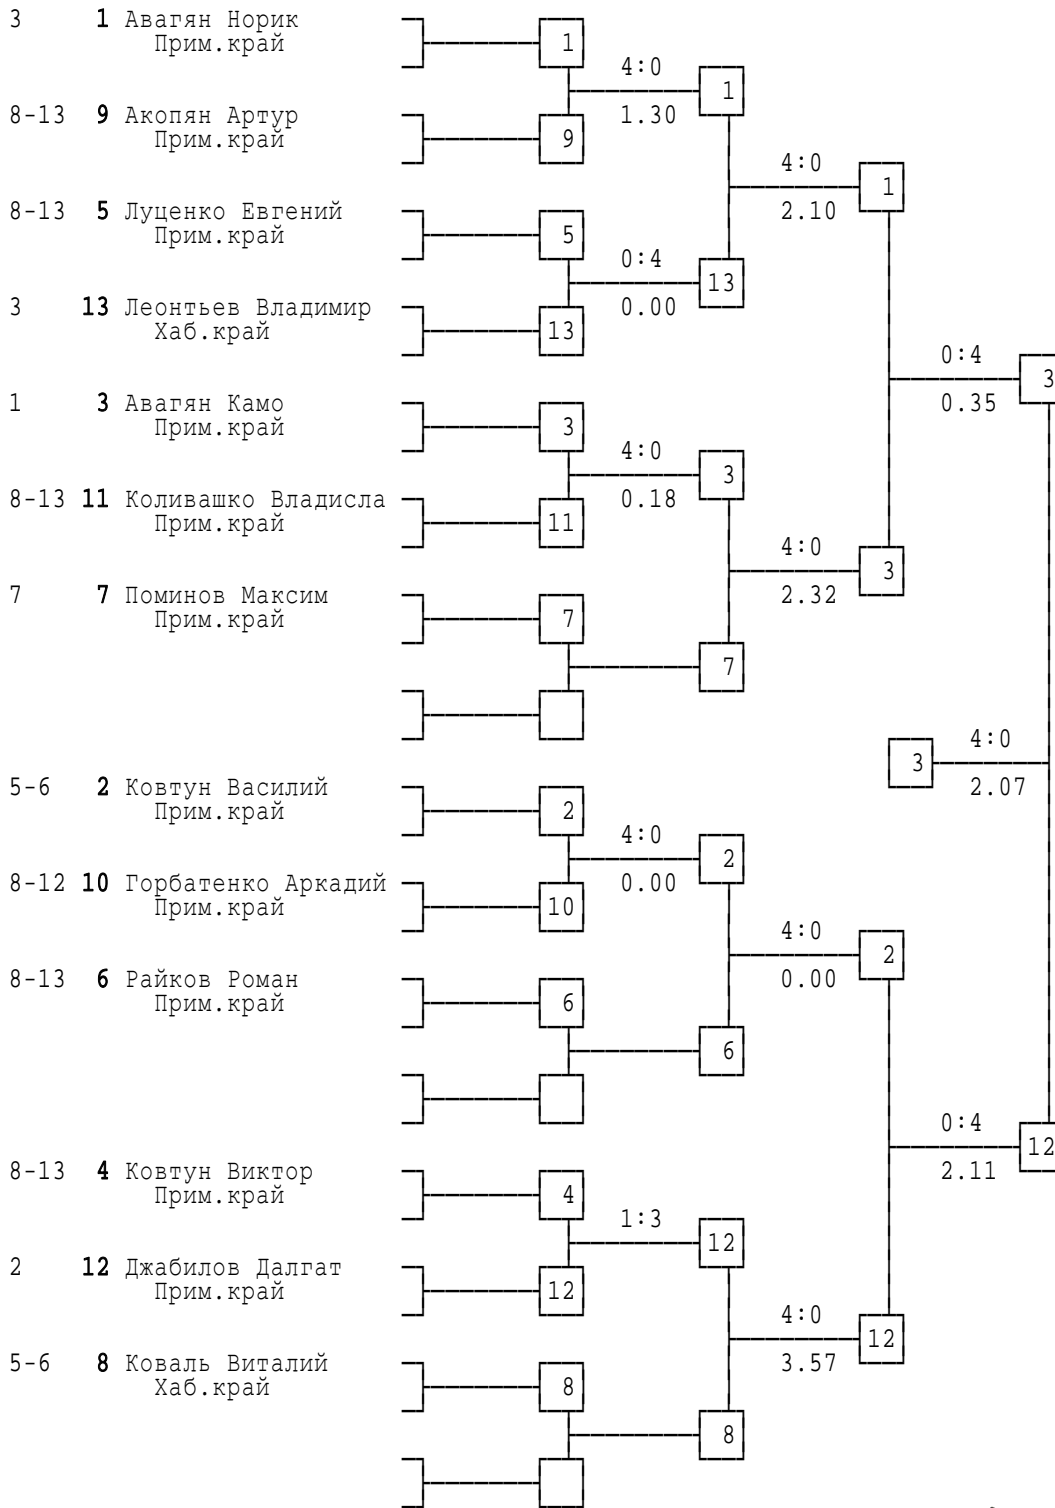 3 1 Авагян Норик
Прим.край
1
4:0
1
1.30
8-13 9 Акопян Артур
Прим.край
9
4:0
1
2.10
8-13 5 Луценко Евгений
Прим.край
5
0:4
13
0.00
3 13 Леонтьев Владимир
Хаб.край
13
0:4
3
0.35
1 3 Авагян Камо
Прим.край
3
4:0
3
0.18
8-13 11 Коливашко Владисла
Прим.край
11
4:0
3
2.32
7 7 Поминов Максим
Прим.край
7
7
4:0
3
2.07
5-6 2 Ковтун Василий
Прим.край
2
4:0
2
0.00
8-12 10 Горбатенко Аркадий
Прим.край
10
4:0
2
0.00
8-13 6 Райков Роман
Прим.край
6
6
0:4
12
2.11
8-13 4 Ковтун Виктор
Прим.край
4
1:3
12
2 12 Джабилов Далгат
Прим.край
12
4:0
12
3.57
5-6 8 Коваль Виталий
Хаб.край
8
8